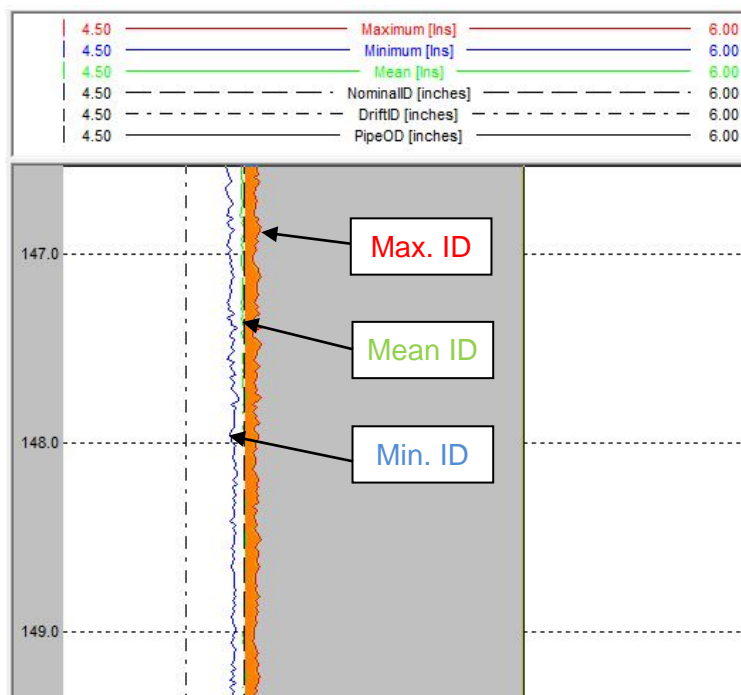 4.50 Maximum [Ins] 6.00
4.50 Minimum [Ins] 6.00
4.50 Mean [Ins] 6.00
4.50 NominalID [inches] 6.00
4.50 DriftID [inches] 6.00
4.50 PipeOD [inches] 6.00
Max. ID
147.0
Mean ID
148.0
Min. ID
149.0